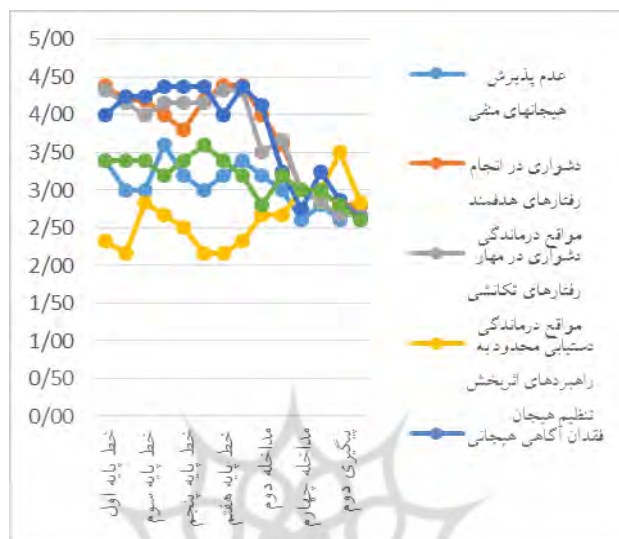 5/00
4/50
4/00
3/50
3/00
2/50
2/00
1/50
1/00
0/50
0/00
خط پایه اول
خط پایه سوم
خط پایه پنجم
خط پایه هفتم
مداخله دوم
مداخله چهارم
پیگیری دوم
عدم پذیرش
هیجانهای منفی
دشواری در انجام
رفتارهای هدفمند
مواقع درماندگی
دشواری در مهار
رفتارهای تکانشی
مواقع درماندگی
دستیابی محدود به
راهبردهای اثربخش
تنظیم هیجان
فقدان آگاهی هیجانی